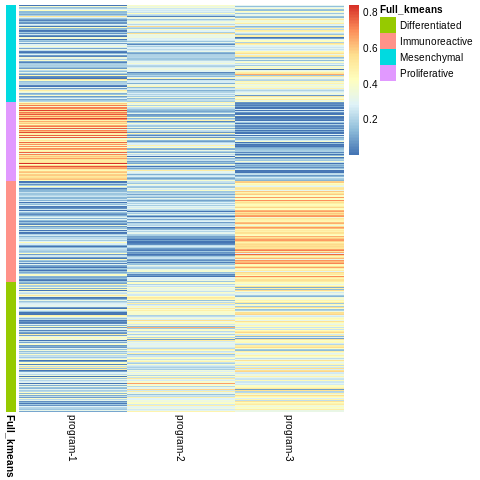 Full_kmeans
Differentiated
Immunoreactive
Mesenchymal
Proliferative
0.8
0.6
0.4
0.2
Full_kmeans
program-1
program-2
program-3